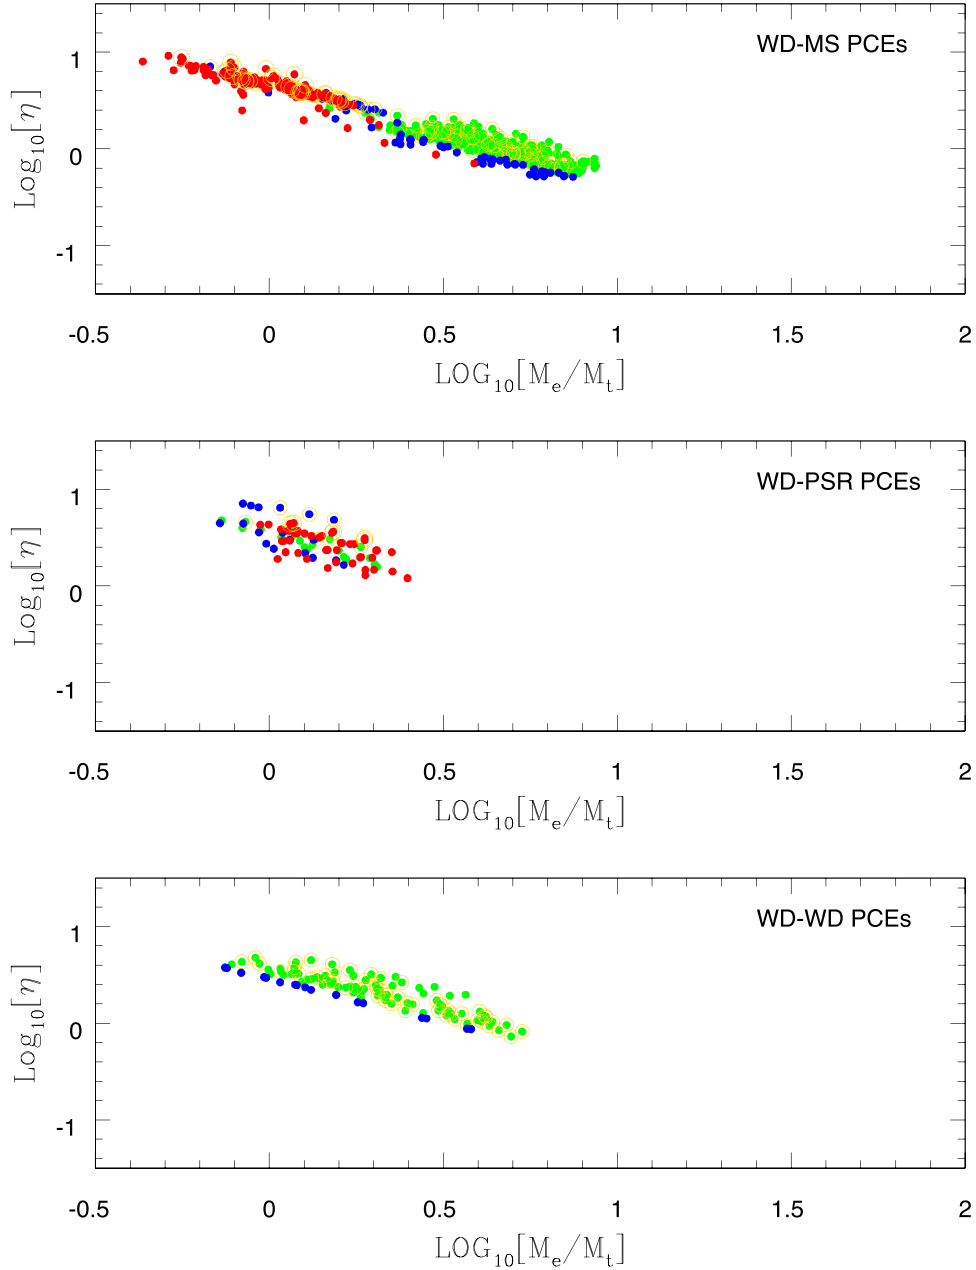 WD-MS PCEs
1
0
-1
Log10[η]
-0.5 0 0.5 1 1.5 2
LOG10[Me/Mt]
WD-PSR PCEs
1
0
-1
Log10[η]
-0.5 0 0.5 1 1.5 2
LOG10[Me/Mt]
WD-WD PCEs
1
0
-1
Log10[η]
-0.5 0 0.5 1 1.5 2
LOG10[Me/Mt]